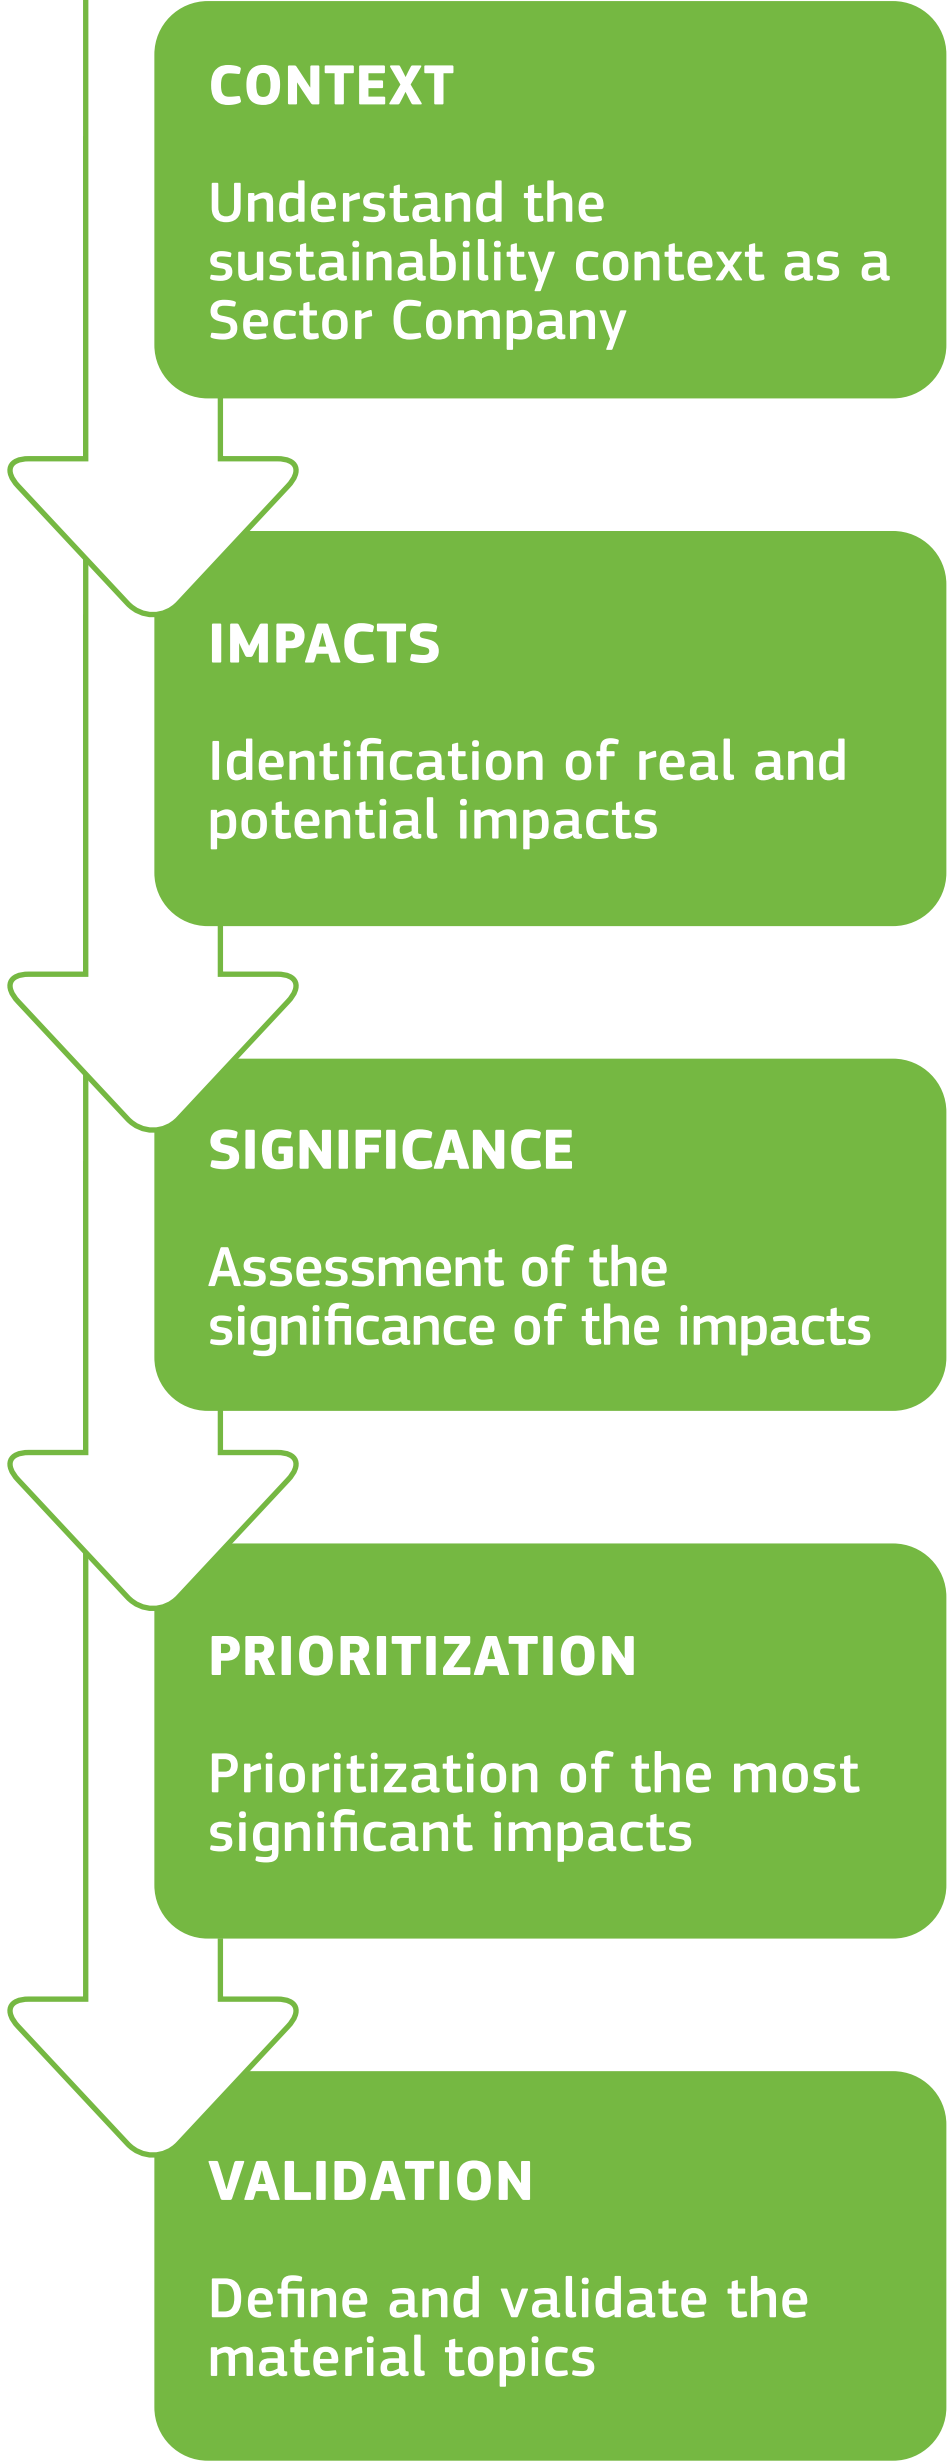 CONTEXT
Understand the
sustainability context as a
Sector Company
IMPACTS
Identification of real and
potential impacts
SIGNIFICANCE
Assessment of the
significance of the impacts
PRIORITIZATION
Prioritization of the most
significant impacts
VALIDATION
Define and validate the
material topics